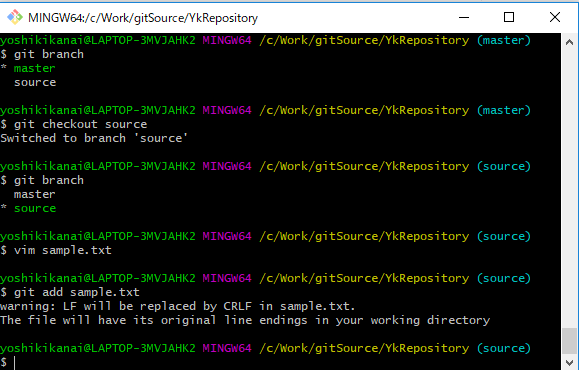 MINGW64:/c/Work/gitSource/YkRepository
yoshikikanai@LAPTOP-3MVJAHK2 MINGW64 /c/Work/gitSource/YkRepository (master)
$ git branch
* master
  source
yoshikikanai@LAPTOP-3MVJAHK2 MINGW64 /c/Work/gitSource/YkRepository (master)
$ git checkout source
Switched to branch 'source'
yoshikikanai@LAPTOP-3MVJAHK2 MINGW64 /c/Work/gitSource/YkRepository (source)
$ git branch
  master
* source
yoshikikanai@LAPTOP-3MVJAHK2 MINGW64 /c/Work/gitSource/YkRepository (source)
$ vim sample.txt
yoshikikanai@LAPTOP-3MVJAHK2 MINGW64 /c/Work/gitSource/YkRepository (source)
$ git add sample.txt
warning: LF will be replaced by CRLF in sample.txt.
The file will have its original line endings in your working directory
yoshikikanai@LAPTOP-3MVJAHK2 MINGW64 /c/Work/gitSource/YkRepository (source)
$